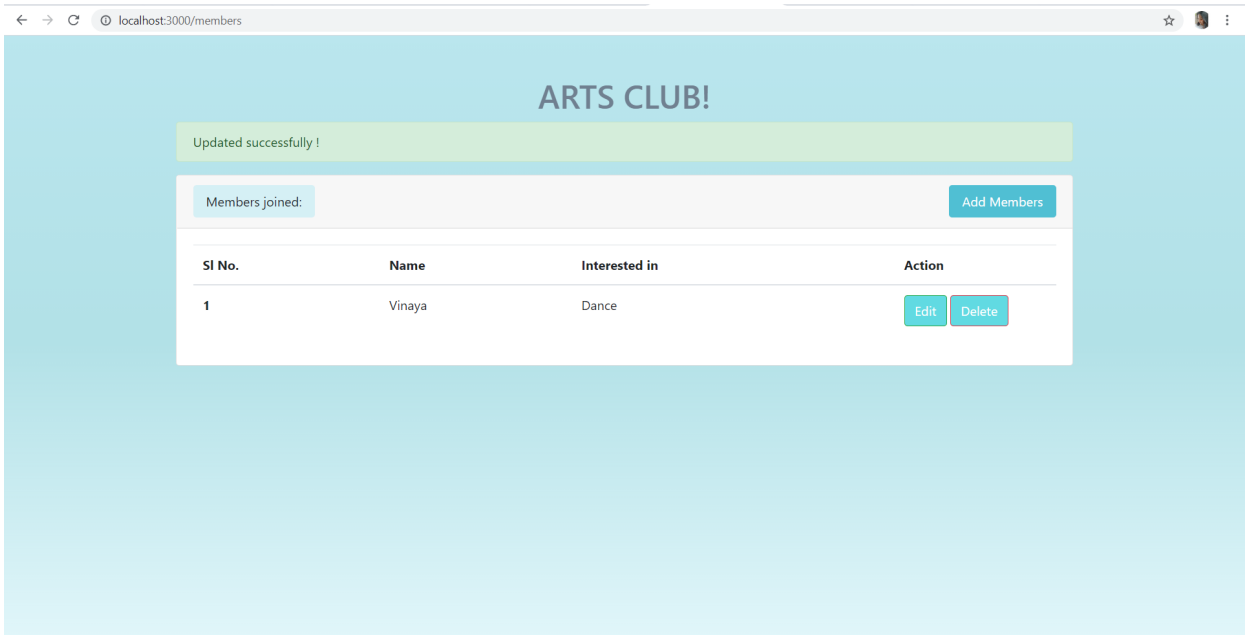 localhost:3000/members
ARTS CLUB!
Updated successfully !
Members joined: Add Members
Sl No. Name Interested in Action
1 Vinaya Dance Edit Delete